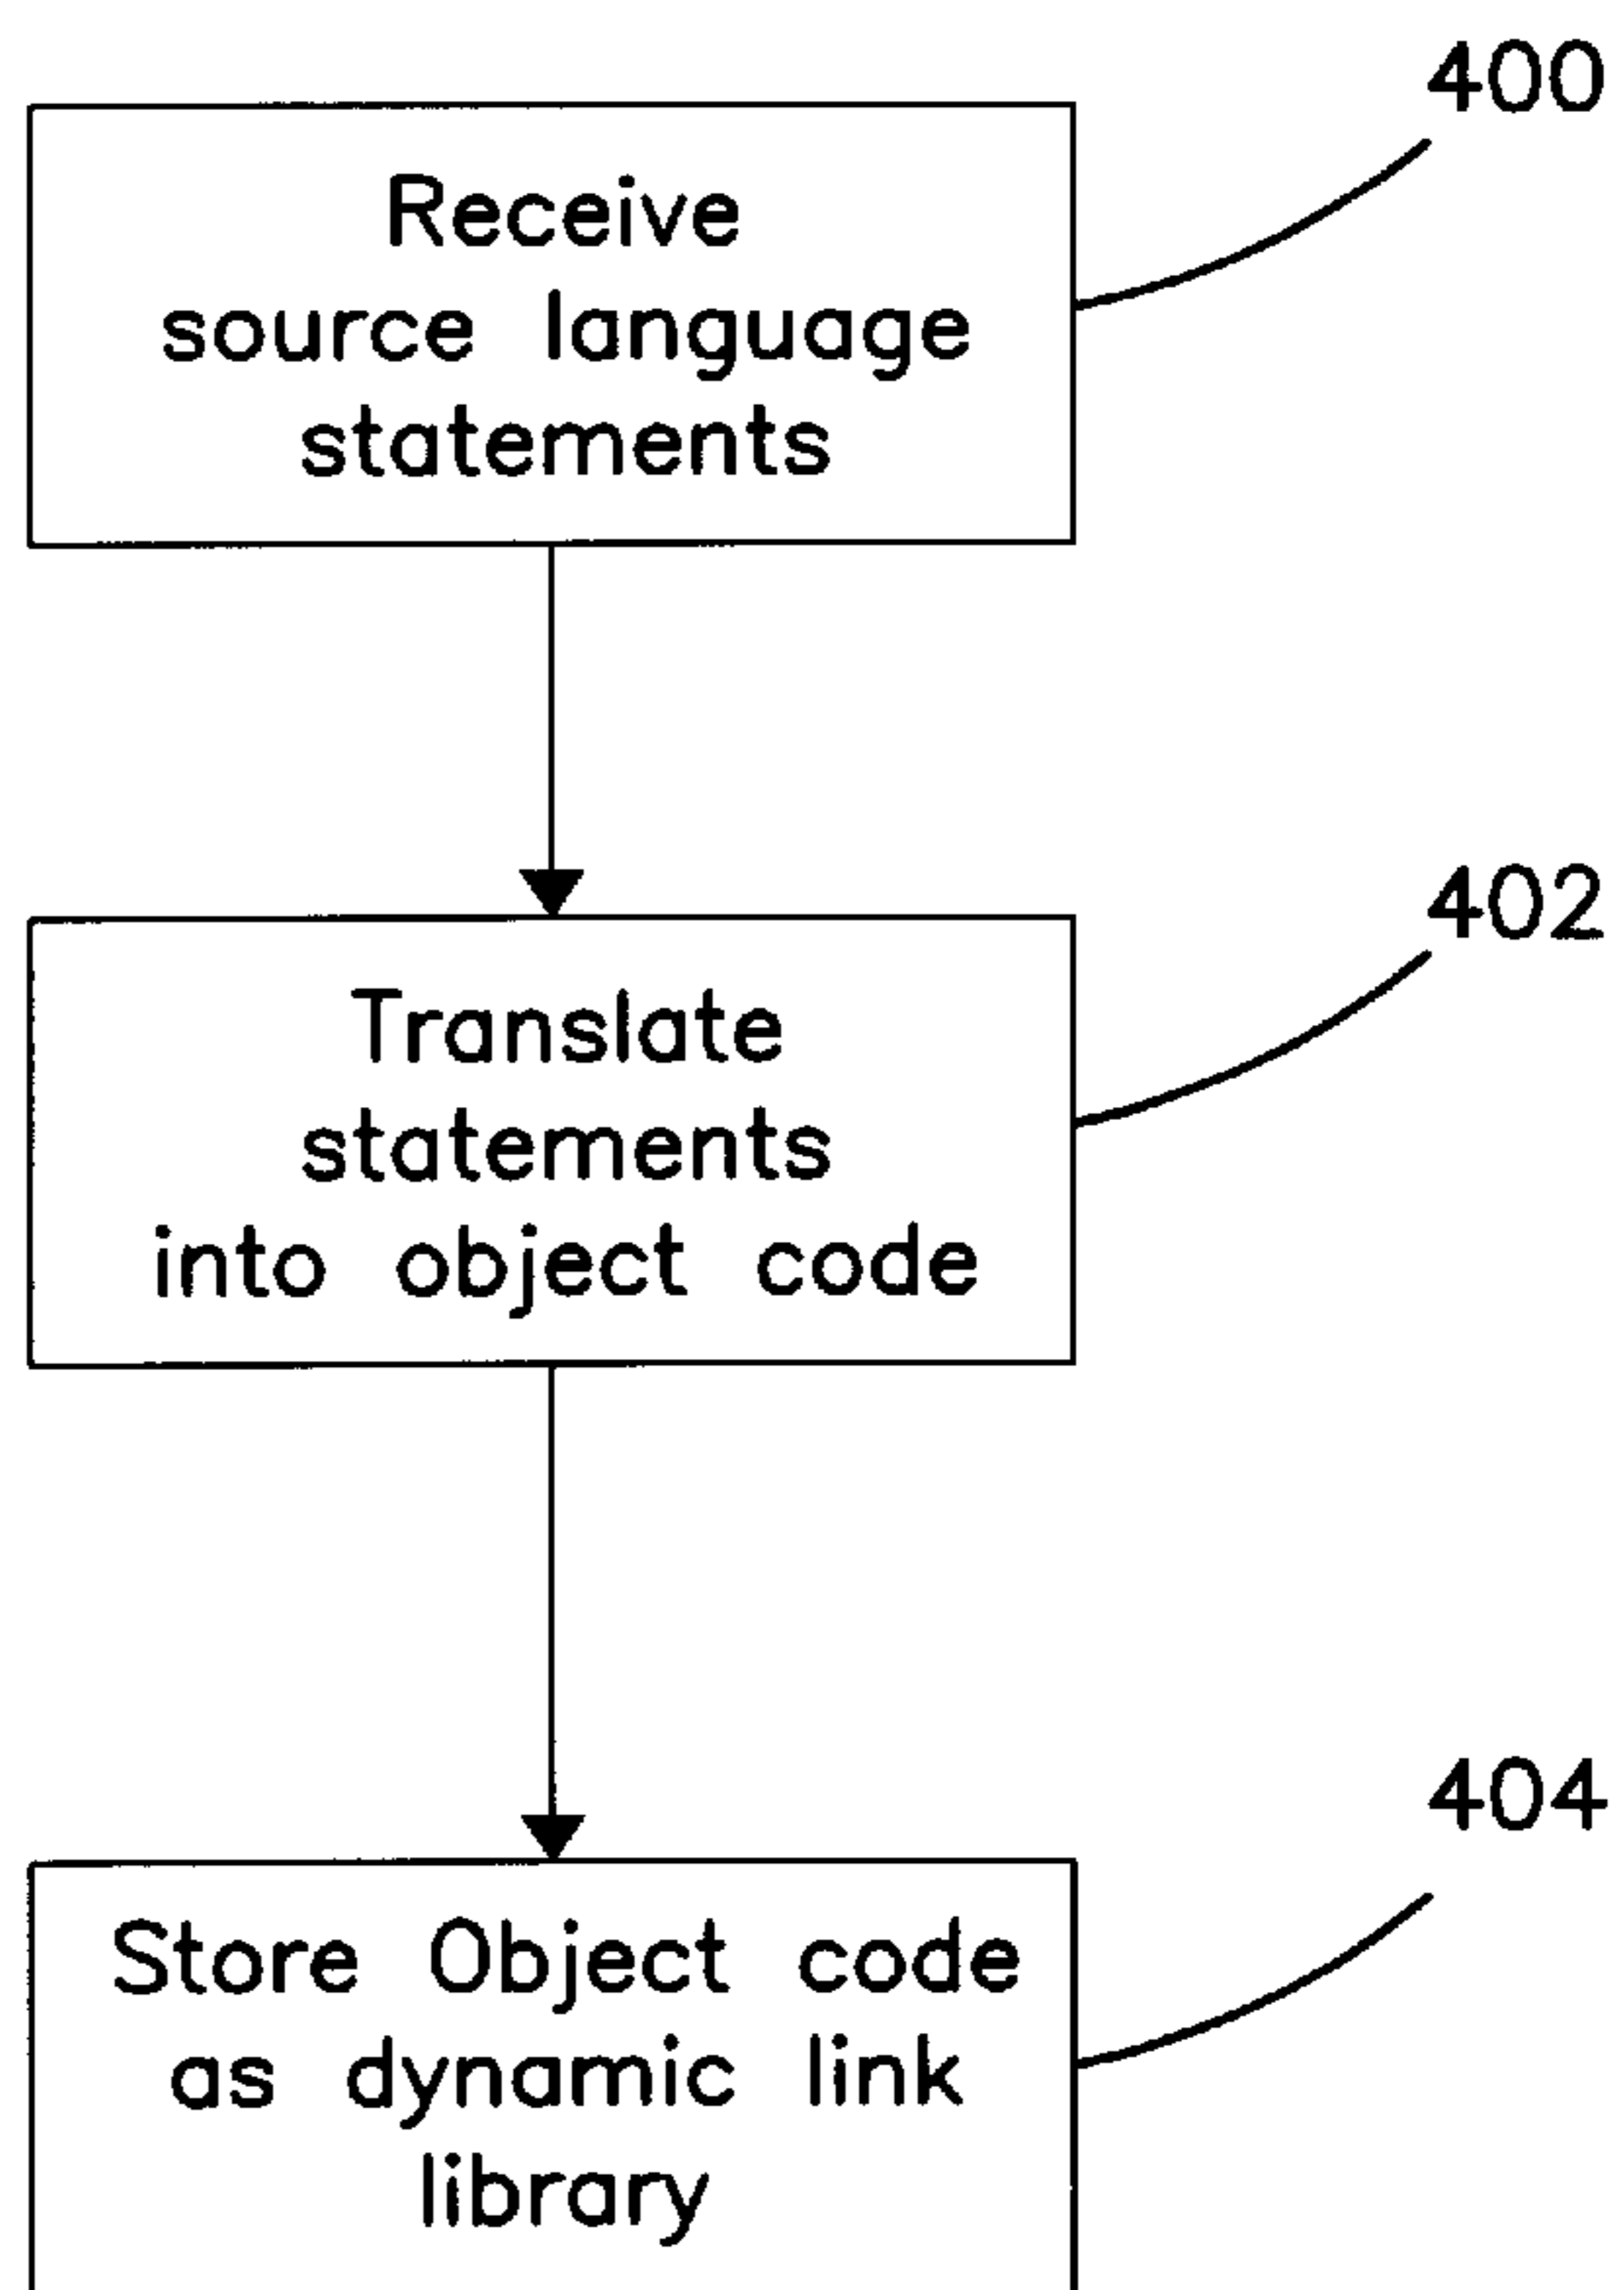 400
Receive
source language
statements
402
Translate
statements
into object code
404
Store Object code
as dynamic link
library